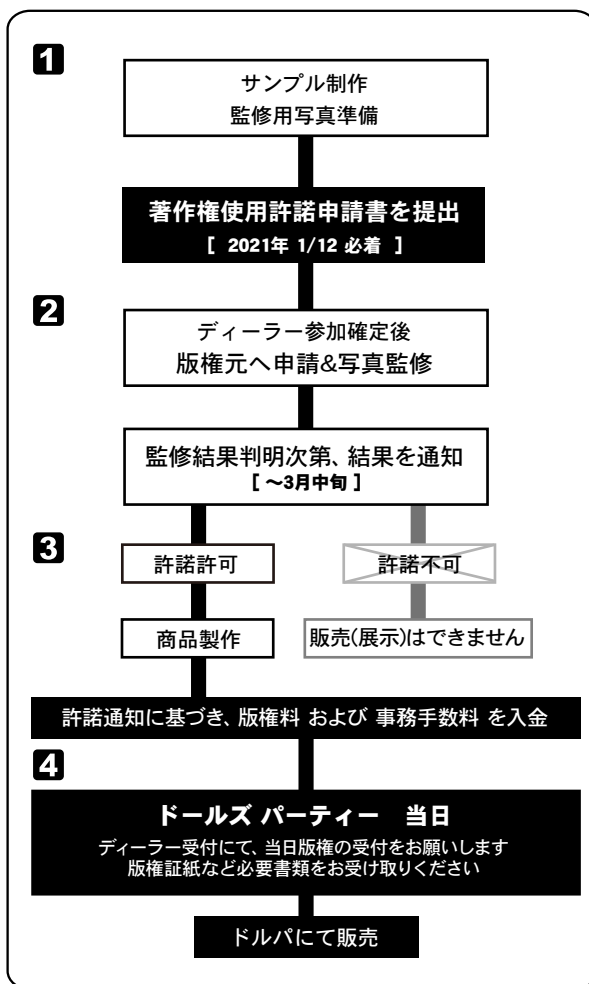 1
サンプル制作
監修用写真準備
著作権使用許諾申請書を提出
[ 2021年 1/12 必着 ]
2
ディーラー参加確定後
版権元へ申請&写真監修
監修結果判明次第、結果を通知
[ ～3月中旬 ]
3
許諾許可
許諾不可
商品製作
販売(展示)はできません
許諾通知に基づき、版権料 および 事務手数料 を入金
4
ドールズ パーティー　当日
ディーラー受付にて、当日版権の受付をお願いします
版権証紙など必要書類をお受け取りください
ドルパにて販売